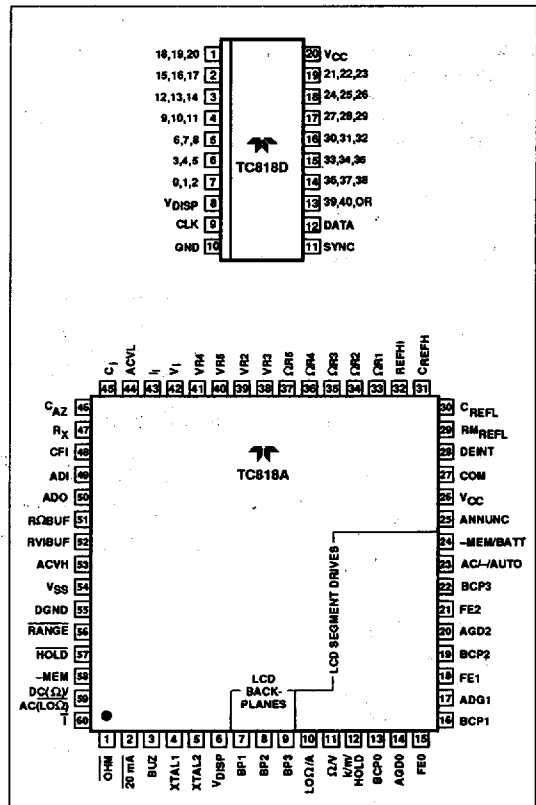 18,19,20 1 20 VCC
15,16,17 2 19 21,22,23
12,13,14 3 18 24,25,26
9,10,11 4 17 27,28,29
6,7,8 5 16 30,31,32
3,4,5 6 15 33,34,35
0,1,2 7 14 36,37,38
VDISP 8 13 39,40,OR
CLK 9 12 DATA
GND 10 11 SYNC
TC818D
CI ACVL II VI VR4 VR5 VR2 VR3 ΩR5 ΩR4 ΩR3 ΩR2 ΩR1 REFHI CREFH
45 44 43 42 41 40 39 38 37 36 35 34 33 32 31
CAZ 46 30 CREFL
RX 47 29 RMREFL
CFI 48 28 DEINT
ADI 49 27 COM
ADO 50 26 VCC
RΩBUF 51 25 ANNUNC
RVIBUF 52 24 –MEM/BATT
ACVH 53 23 AC/–/AUTO
VSS 54 22 BCP3
DGND 55 21 FE2
RANGE 56 20 AGD2
HOLD 57 19 BCP2
–MEM 58 18 FE1
DC(Ω)/
AC(LOΩ) 59 17 ADG1
I 60 16 BCP1
TC818A
LCD SEGMENT DRIVES
LCD
BACK-
PLANES
1 2 3 4 5 6 7 8 9 10 11 12 13 14 15
OHM 20 mA BUZ XTAL1 XTAL2 VDISP BP1 BP2 BP3 LOΩ/A Ω/V k/m/HOLD BCP0 AGD0 FE0